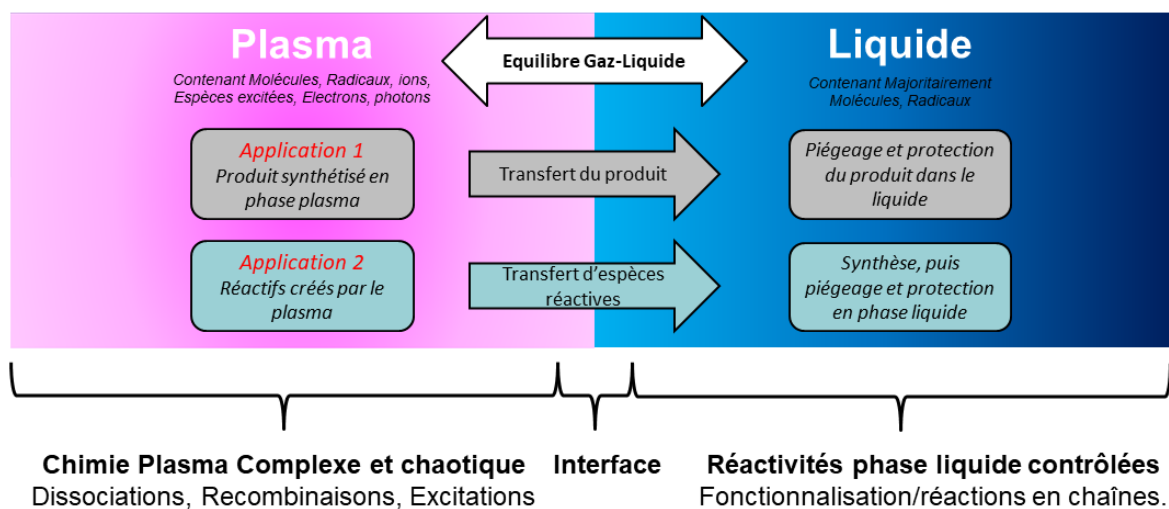 Plasma
Equilibre Gaz-Liquide
Liquide
Contenant Molécules, Radicaux, ions,
Espèces excitées, Electrons, photons
Contenant Majoritairement
Molécules, Radicaux
Application 1
Produit synthétisé en
phase plasma
Transfert du produit
Piégeage et protection
du produit dans le
liquide
Application 2
Réactifs créés par le
plasma
Transfert d’espèces
réactives
Synthèse, puis
piégeage et protection
en phase liquide
Chimie Plasma Complexe et chaotique
Dissociations, Recombinaisons, Excitations
Interface
Réactivités phase liquide contrôlées
Fonctionnalisation/réactions en chaînes.